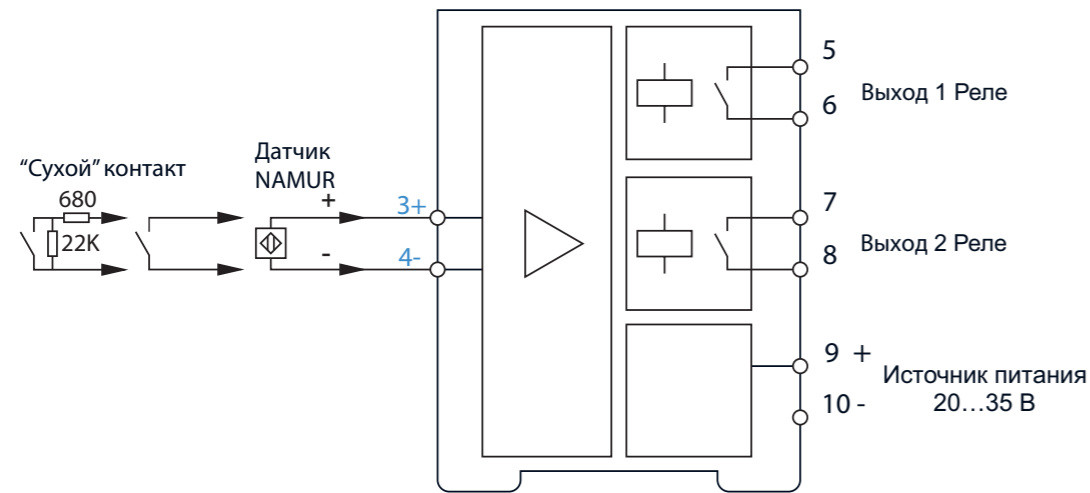 “Сухой” контакт
680
22K
Датчик
NAMUR
+
-
3+
4-
5
6
Выход 1 Реле
7
8
Выход 2 Реле
9 +
10 -
Источник питания
20...35 В